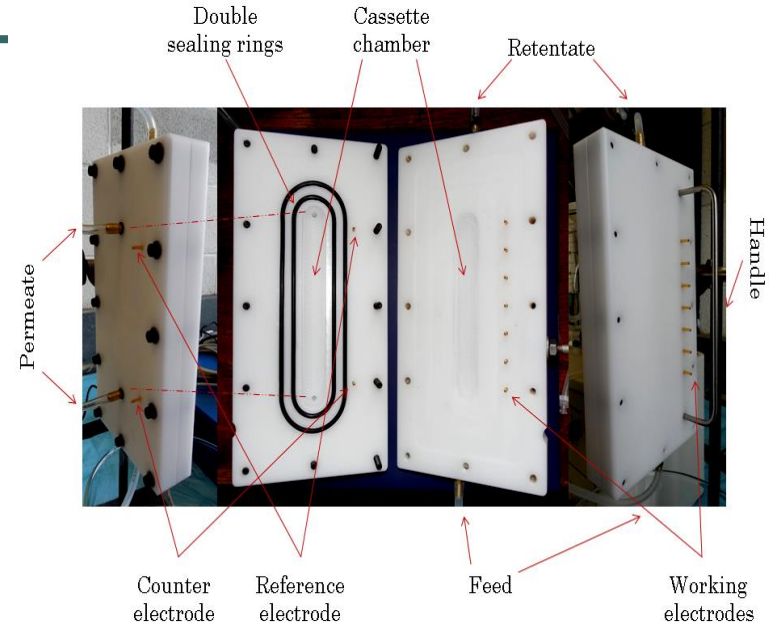 Double
sealing rings
Cassette
chamber
Retentate
Permeate
Handle
Counter
electrode
Reference
electrode
Feed
Working
electrodes